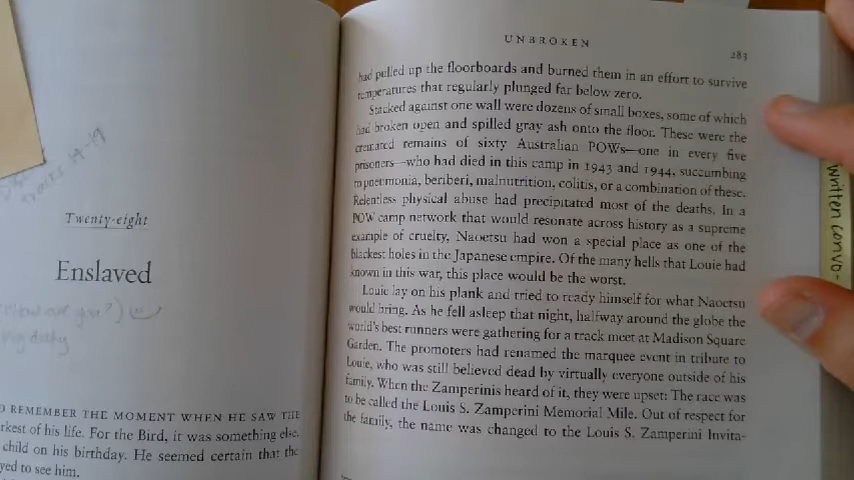 Twenty-eight
Enslaved
you?)
daily
REMEMBER THE MOMENT WHEN HE SAW THE
rkest of his life. For the Bird, it was something else.
child on his birthday. He seemed certain that the
yed to see him.
UNBROKEN
283
had pulled up the floorboards and burned them in an effort to survive
temperatures that regularly plunged far below zero.
Stacked against one wall were dozens of small boxes, some of which
had broken open and spilled gray ash onto the floor. These were the
cremated remains of sixty Australian POWs—one in every five
prisoners—who had died in this camp in 1943 and 1944, succumbing
to pneumonia, beriberi, malnutrition, colitis, or a combination of these.
Relentless physical abuse had precipitated most of the deaths. In a
POW camp network that would resonate across history as a supreme
example of cruelty, Naoetsu had won a special place as one of the
blackest holes in the Japanese empire. Of the many hells that Louie had
known in this war, this place would be the worst.
Louie lay on his plank and tried to ready himself for what Naoetsu
would bring. As he fell asleep that night, halfway around the globe the
world's best runners were gathering for a track meet at Madison Square
Garden. The promoters had renamed the marquee event in tribute to
Louie, who was still believed dead by virtually everyone outside of his
family. When the Zamperinis heard of it, they were upset: The race was
to be called the Louis S. Zamperini Memorial Mile. Out of respect for
the family, the name was changed to the Louis S. Zamperini Invita-
written convo-